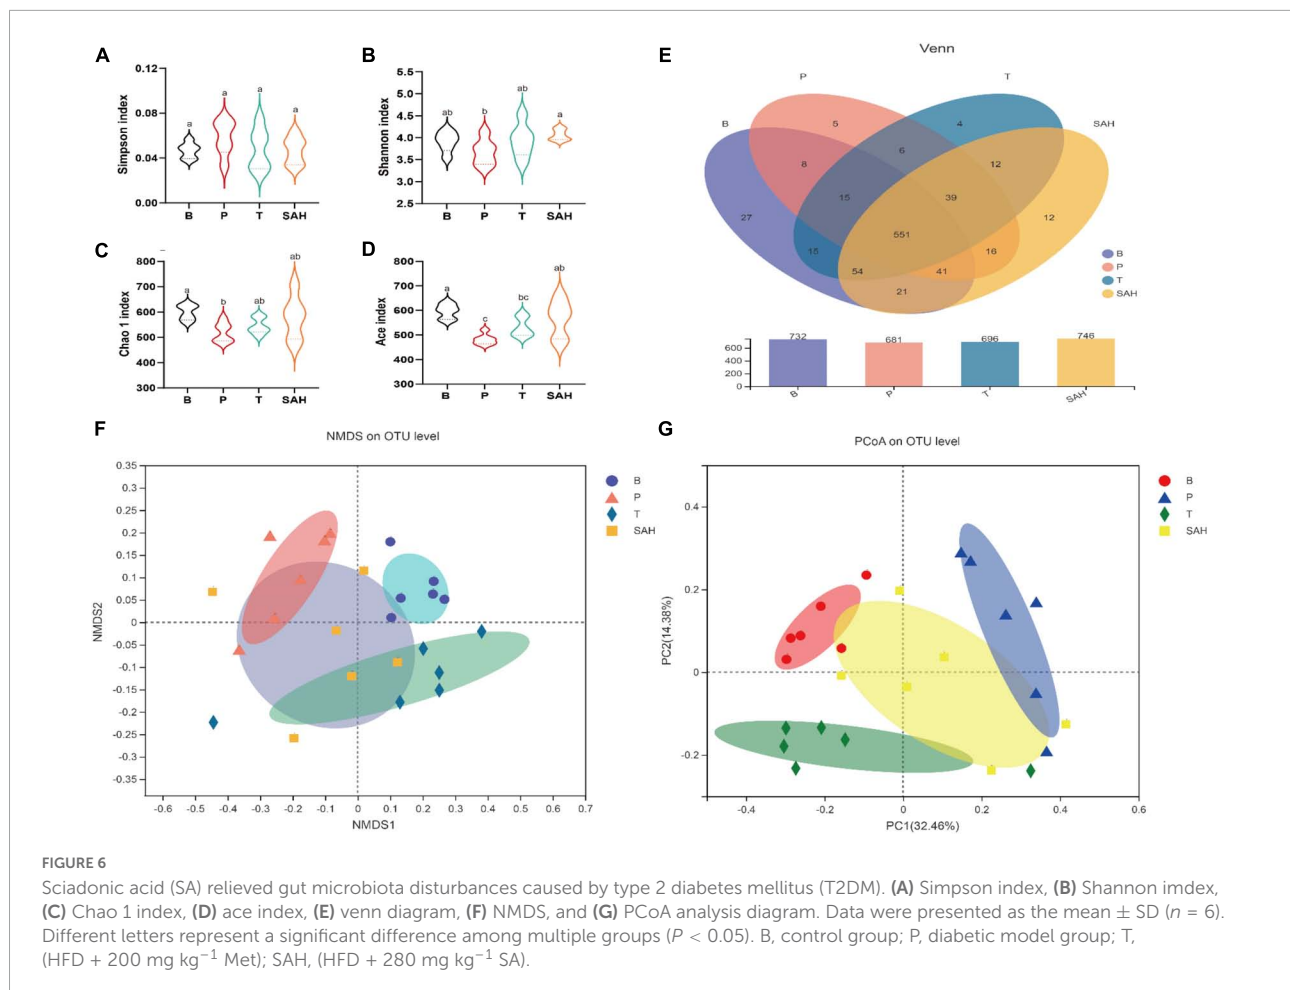 A
Simpson index
0.12
0.08
0.04
0.00
a
a
a
a
B P T SAH
B
Shannon index
5.5
5.0
4.5
4.0
3.5
3.0
2.5
ab
b
ab
a
B P T SAH
C
Chao 1 index
800
700
600
500
400
300
a
b
ab
ab
B P T SAH
D
Ace index
800
700
600
500
400
300
a
c
bc
ab
B P T SAH
E
Venn
B
P
T
SAH
5
4
8
6
12
27
15
39
12
551
15
54
41
16
21
B
P
T
SAH
600
400
200
0
732
681
696
746
B
P
T
SAH
F
NMDS on OTU level
NMDS2
0.35
0.3
0.25
0.2
0.15
0.1
0.05
0
-0.05
-0.1
-0.15
-0.2
-0.25
-0.3
-0.35
-0.6 -0.5 -0.4 -0.3 -0.2 -0.1 0 0.1 0.2 0.3 0.4 0.5 0.6 0.7
NMDS1
B
P
T
SAH
G
PCoA on OTU level
PC2(14.38%)
0.4
0.2
0
-0.2
-0.4 -0.2 0 0.2 0.4 0.6
PC1(32.46%)
B
P
T
SAH
FIGURE 6
Sciadonic acid (SA) relieved gut microbiota disturbances caused by type 2 diabetes mellitus (T2DM). (A) Simpson index, (B) Shannon imdex,
(C) Chao 1 index, (D) ace index, (E) venn diagram, (F) NMDS, and (G) PCoA analysis diagram. Data were presented as the mean ± SD (n = 6).
Different letters represent a significant difference among multiple groups (P < 0.05). B, control group; P, diabetic model group; T,
(HFD + 200 mg kg⁻¹ Met); SAH, (HFD + 280 mg kg⁻¹ SA).